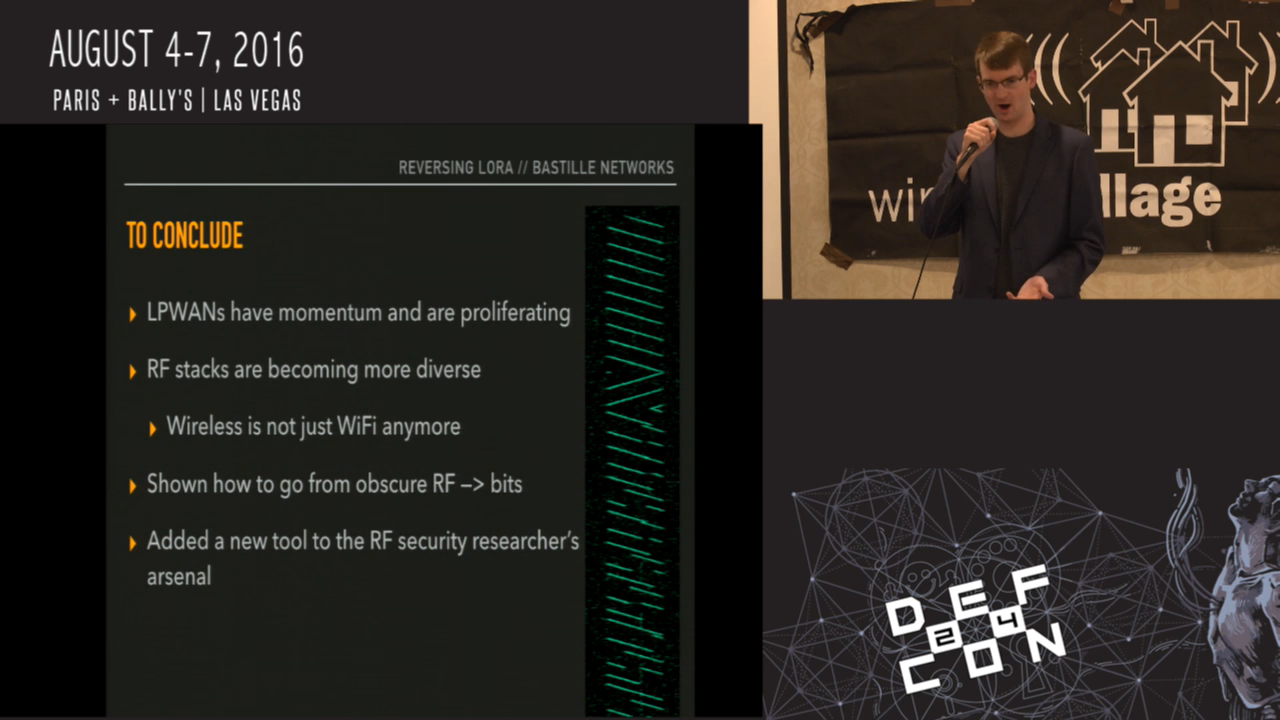 AUGUST 4-7, 2016
PARIS + BALLY'S | LAS VEGAS
REVERSING LORA // BASTILLE NETWORKS
TO CONCLUDE
LPWANs have momentum and are proliferating
RF stacks are becoming more diverse
Wireless is not just WiFi anymore
Shown how to go from obscure RF –> bits
Added a new tool to the RF security researcher's
arsenal
DEF
24
CON